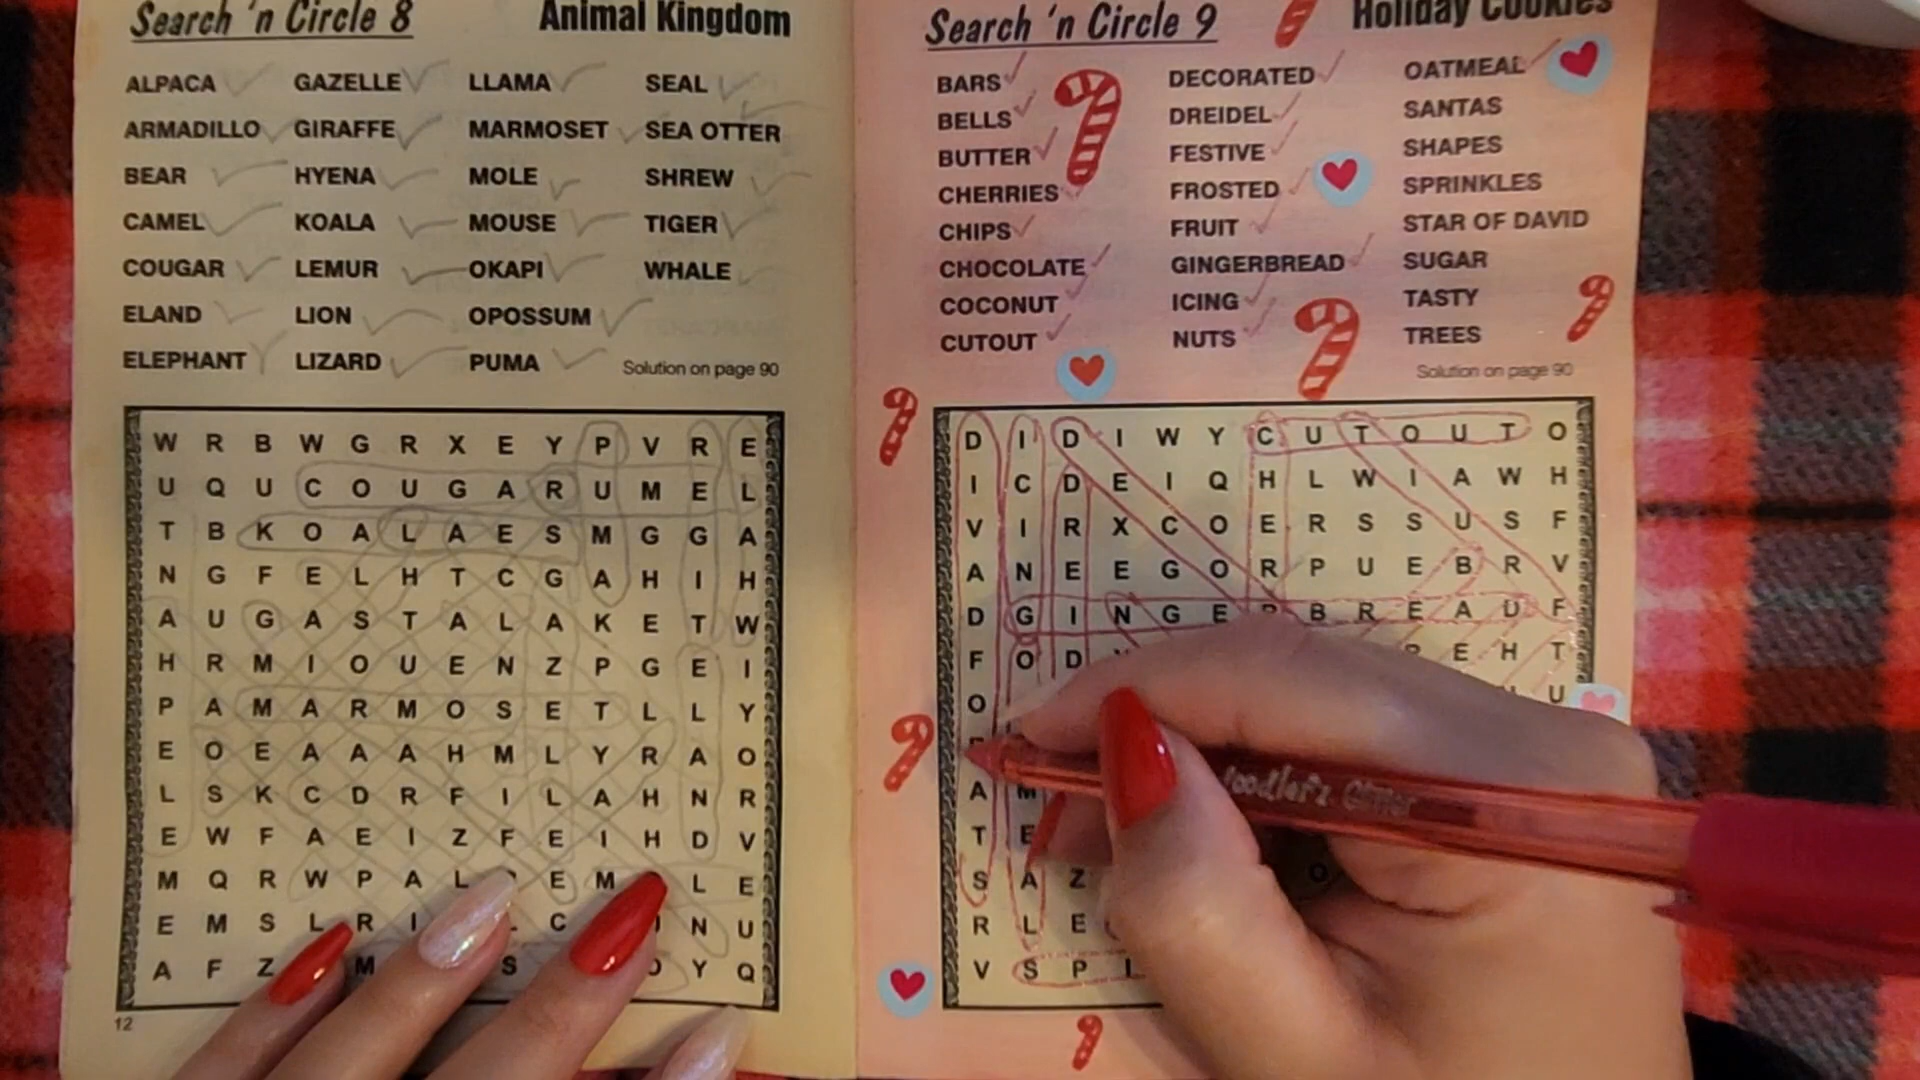 Search 'n Circle 8 Animal Kingdom
ALPACA GAZELLE LLAMA SEAL
ARMADILLO GIRAFFE MARMOSET SEA OTTER
BEAR HYENA MOLE SHREW
CAMEL KOALA MOUSE TIGER
COUGAR LEMUR OKAPI WHALE
ELAND LION OPOSSUM
ELEPHANT LIZARD PUMA Solution on page 90
W R B W G R X E Y P V R E
U Q U C O U G A R U M E L
T B K O A L A E S M G G A
N G F E L H T C G A H I H
A U G A S T A L A K E T W
H R M I O U E N Z P G E I
P A M A R M O S E T L L Y
E O E A A A H M L Y R A O
L S K C D R F I L A H N R
E W F A E I Z F E I H D V
M Q R W P A L E M L E
E M S L R I C N U
A F Z M S Y Q
12
Search 'n Circle 9 Holiday Cookies
BARS DECORATED OATMEAL
BELLS DREIDEL SANTAS
BUTTER FESTIVE SHAPES
CHERRIES FROSTED SPRINKLES
CHIPS FRUIT STAR OF DAVID
CHOCOLATE GINGERBREAD SUGAR
COCONUT ICING TASTY
CUTOUT NUTS TREES
Solution on page 90
D I D I W Y C U T O U T O
I C D E I Q H L W I A W H
V I R X C O E R S S U S F
A N E E G O R P U E B R V
D G I N G E R B R E A D F
F O D E H T
O U
A M
T E
S A Z O
R L E
V S P